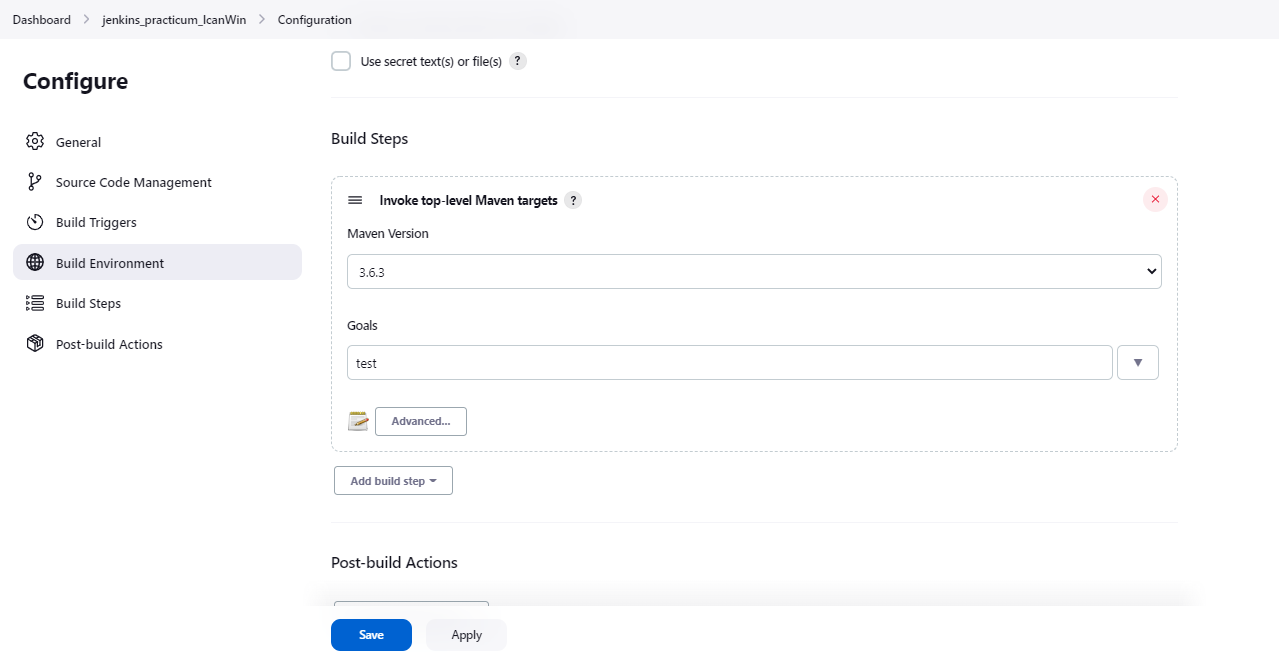 Dashboard > jenkins_practicum_IcanWin > Configuration
Configure
General
Source Code Management
Build Triggers
Build Environment
Build Steps
Post-build Actions
Use secret text(s) or file(s) ?
Build Steps
Invoke top-level Maven targets ?
Maven Version
3.6.3
Goals
test
Advanced...
Add build step
Post-build Actions
Save
Apply